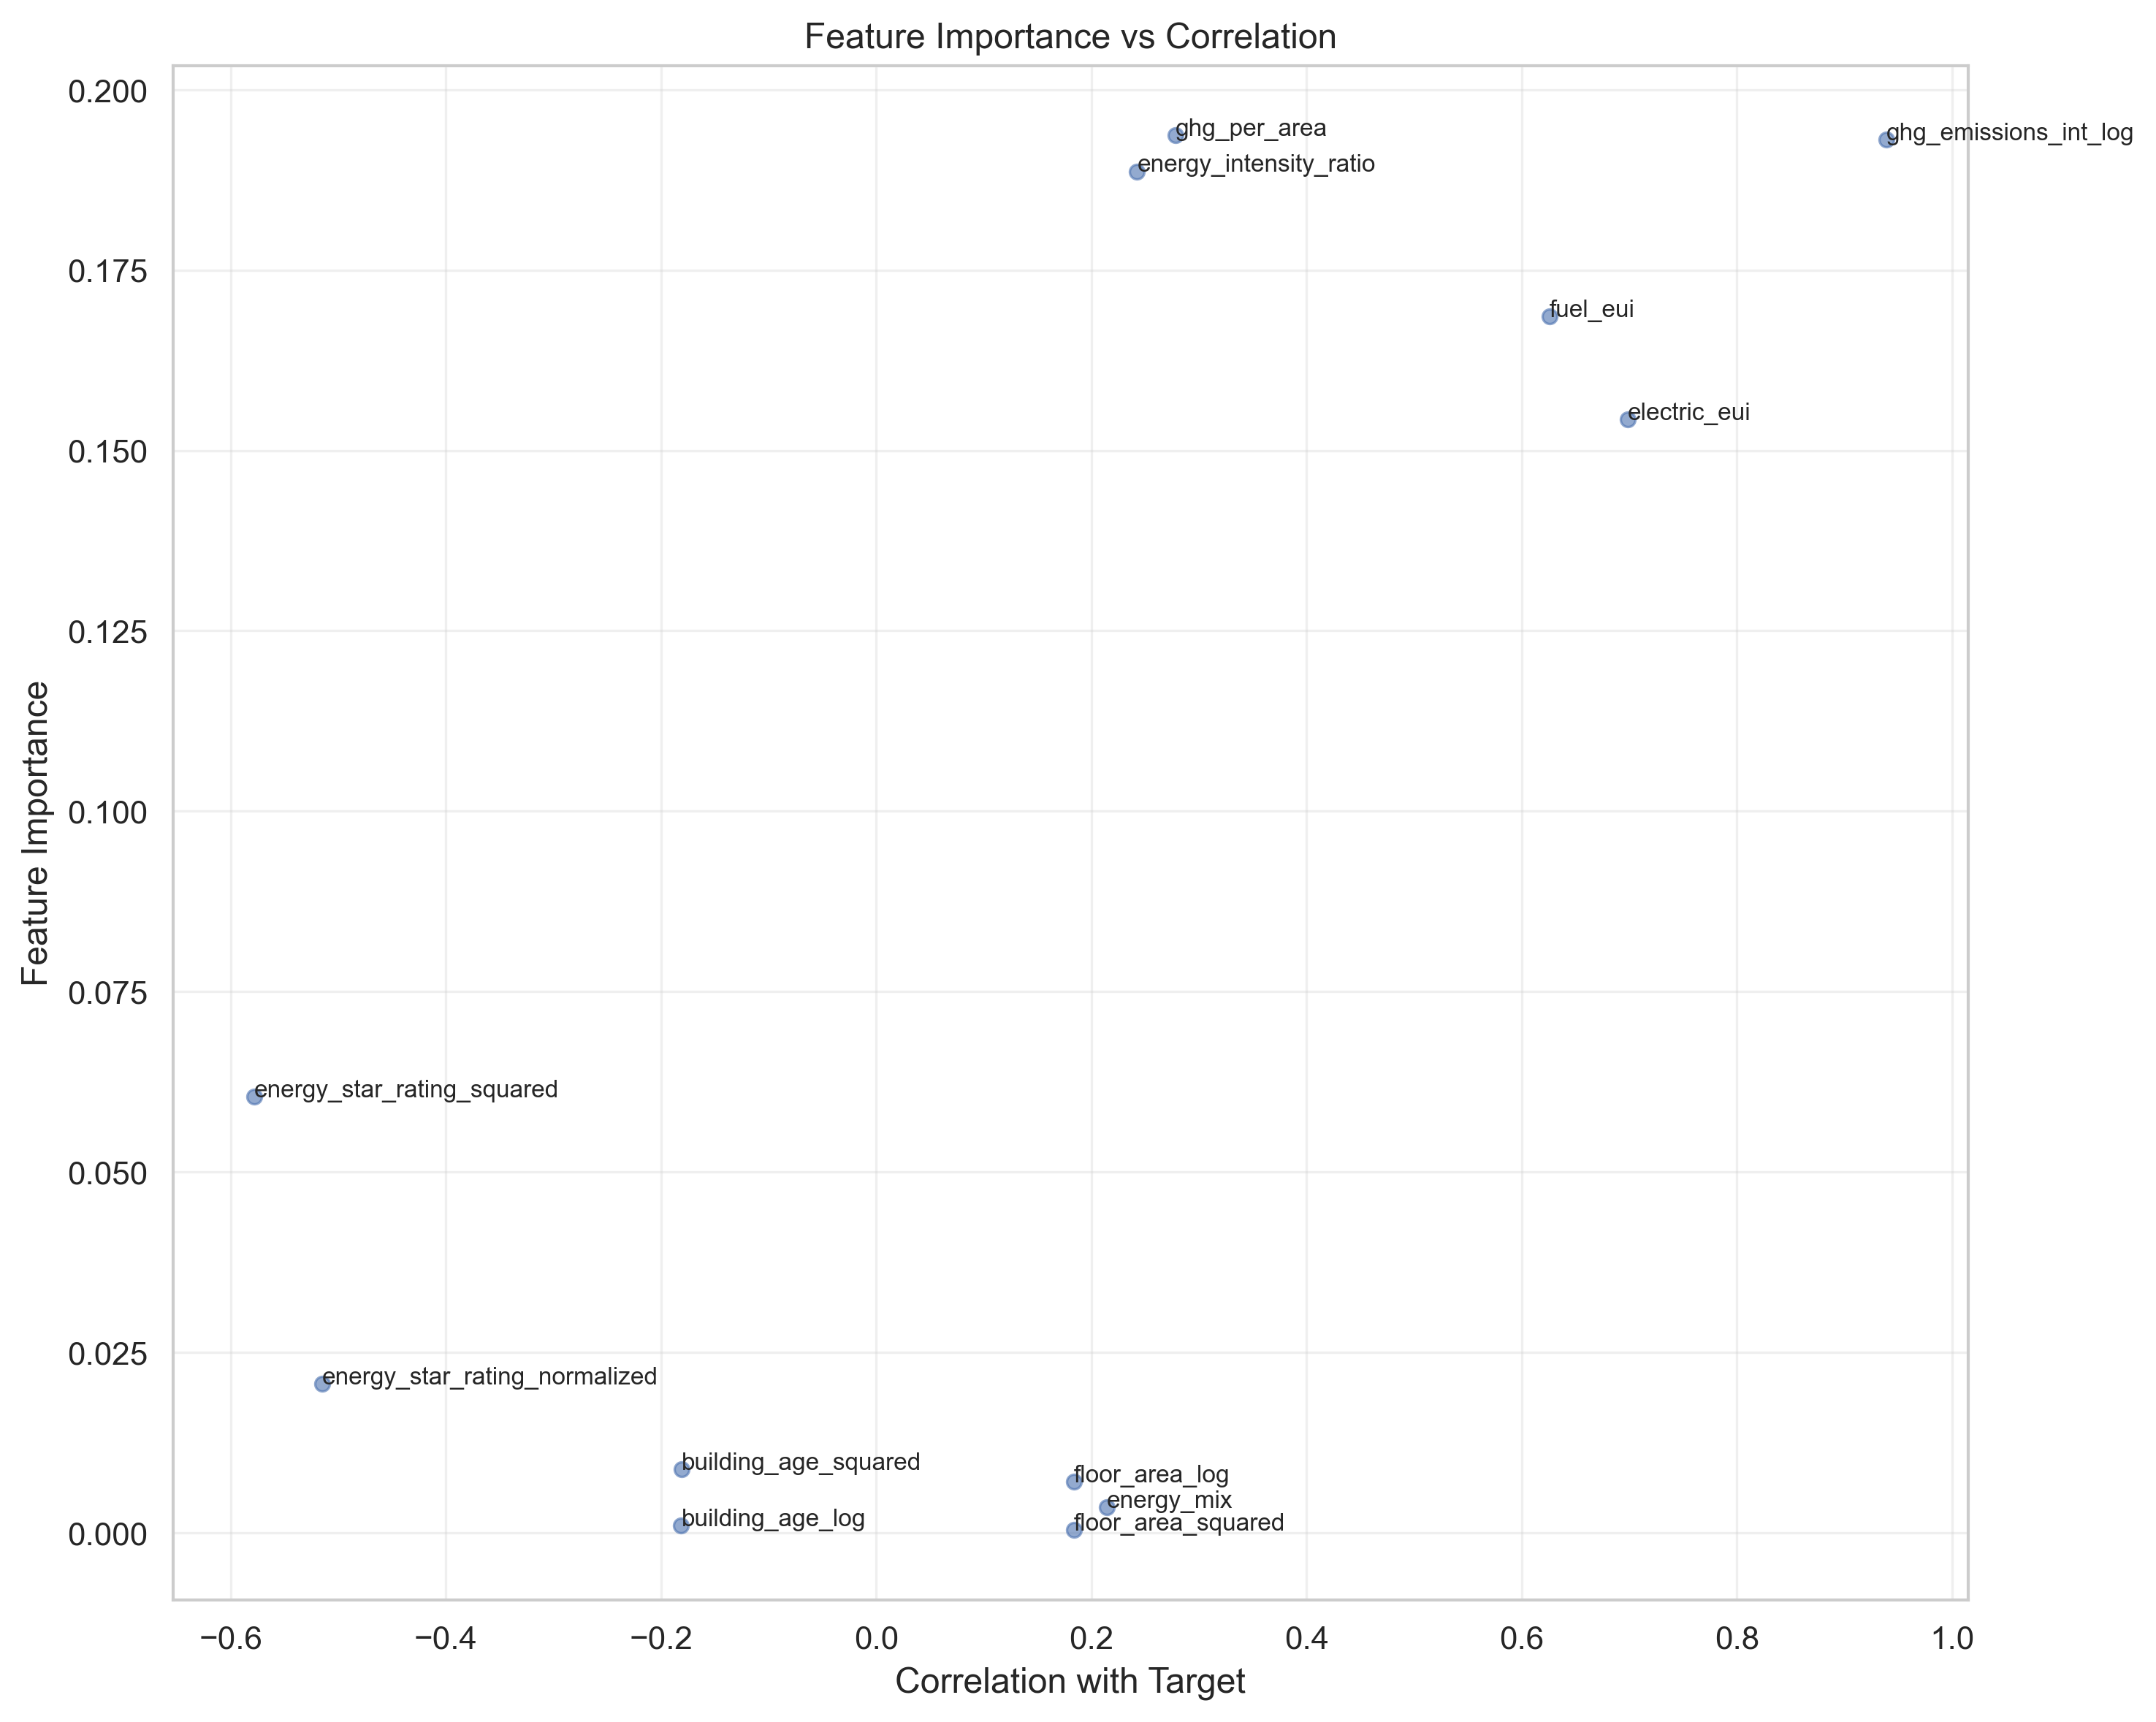 Feature Importance vs Correlation
0.200
ghg_per_area
ghg_emissions_int_log
energy_intensity_ratio
0.175
fuel_eui
electric_eui
0.150
0.125
0.100
Feature Importance
0.075
energy_star_rating_squared
0.050
0.025
energy_star_rating_normalized
building_age_squared
floor_area_log
energy_mix
building_age_log
floor_area_squared
0.000
−0.6 −0.4 −0.2 0.0 0.2 0.4 0.6 0.8 1.0
Correlation with Target